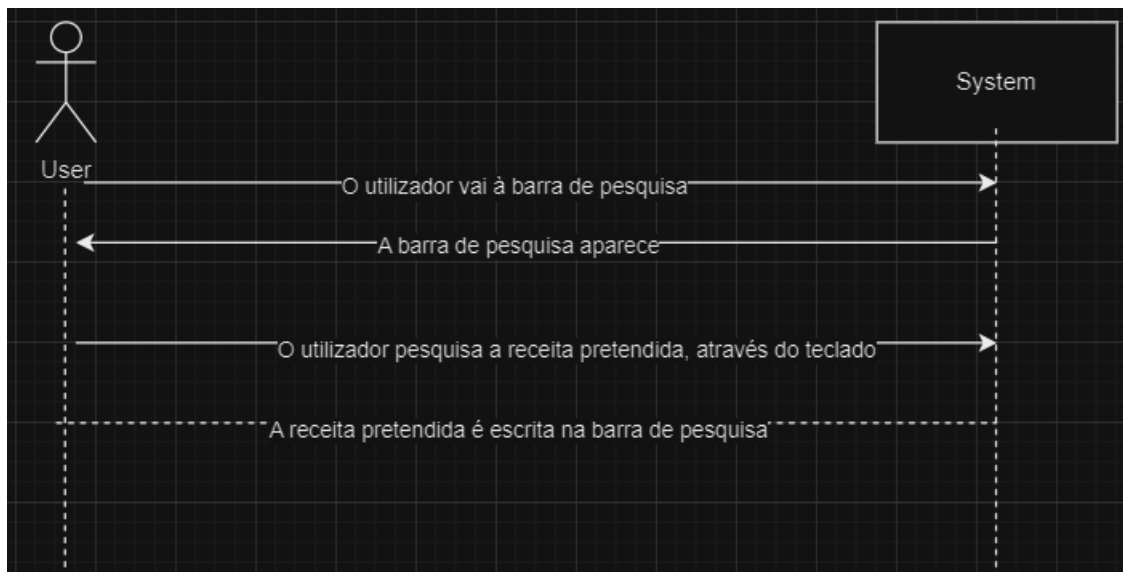 System
User
O utilizador vai à barra de pesquisa
A barra de pesquisa aparece
O utilizador pesquisa a receita pretendida, através do teclado
A receita pretendida é escrita na barra de pesquisa